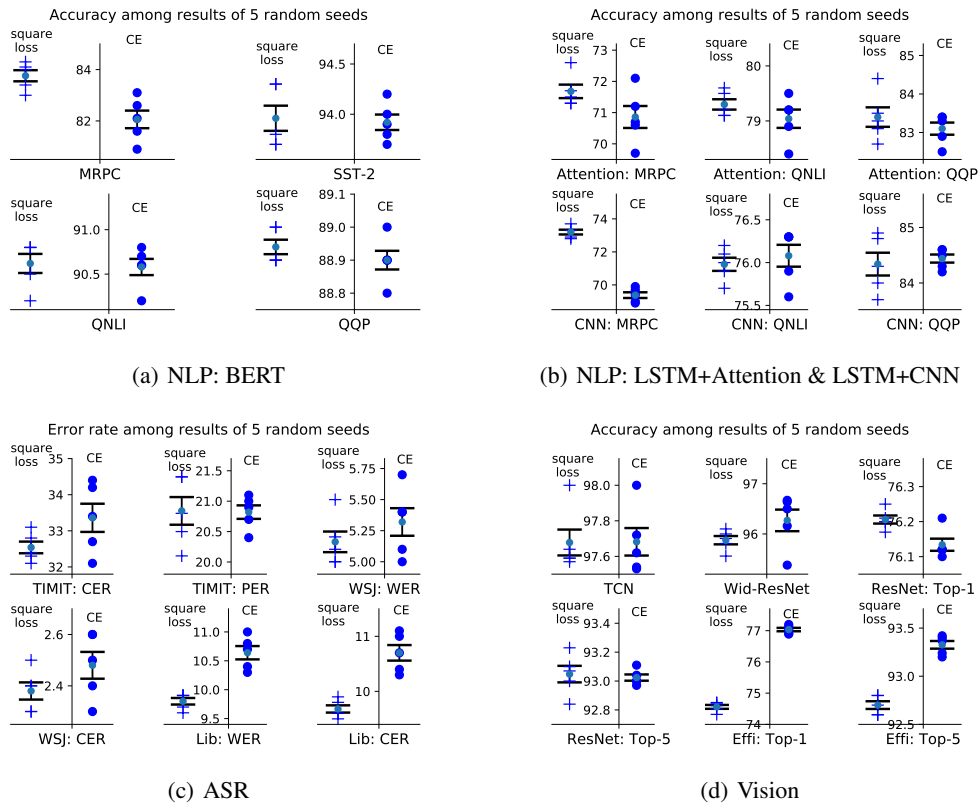 Accuracy among results of 5 random seeds
square
loss
CE
84
82
MRPC
square
loss
CE
94.5
94.0
SST-2
square
loss
CE
91.0
90.5
QNLI
square
loss
CE
89.1
89.0
88.9
88.8
QQP
(a) NLP: BERT
Accuracy among results of 5 random seeds
square
loss
CE
73
72
71
70
Attention: MRPC
square
loss
CE
80
79
Attention: QNLI
square
loss
CE
85
84
83
Attention: QQP
square
loss
CE
74
72
70
CNN: MRPC
square
loss
CE
76.5
76.0
75.5
CNN: QNLI
square
loss
CE
85
84
CNN: QQP
(b) NLP: LSTM+Attention & LSTM+CNN
Error rate among results of 5 random seeds
square
loss
CE
35
34
33
32
TIMIT: CER
square
loss
CE
21.5
21.0
20.5
20.0
TIMIT: PER
square
loss
CE
5.75
5.50
5.25
5.00
WSJ: WER
square
loss
CE
2.6
2.4
WSJ: CER
square
loss
CE
11.0
10.5
10.0
9.5
Lib: WER
square
loss
CE
11
10
Lib: CER
(c) ASR
Accuracy among results of 5 random seeds
square
loss
CE
98.0
97.8
97.6
TCN
square
loss
CE
97
96
Wid-ResNet
square
loss
CE
76.3
76.2
76.1
ResNet: Top-1
square
loss
CE
93.4
93.2
93.0
92.8
ResNet: Top-5
square
loss
CE
77
76
75
74
Effi: Top-1
square
loss
CE
93.5
93.0
92.5
Effi: Top-5
(d) Vision